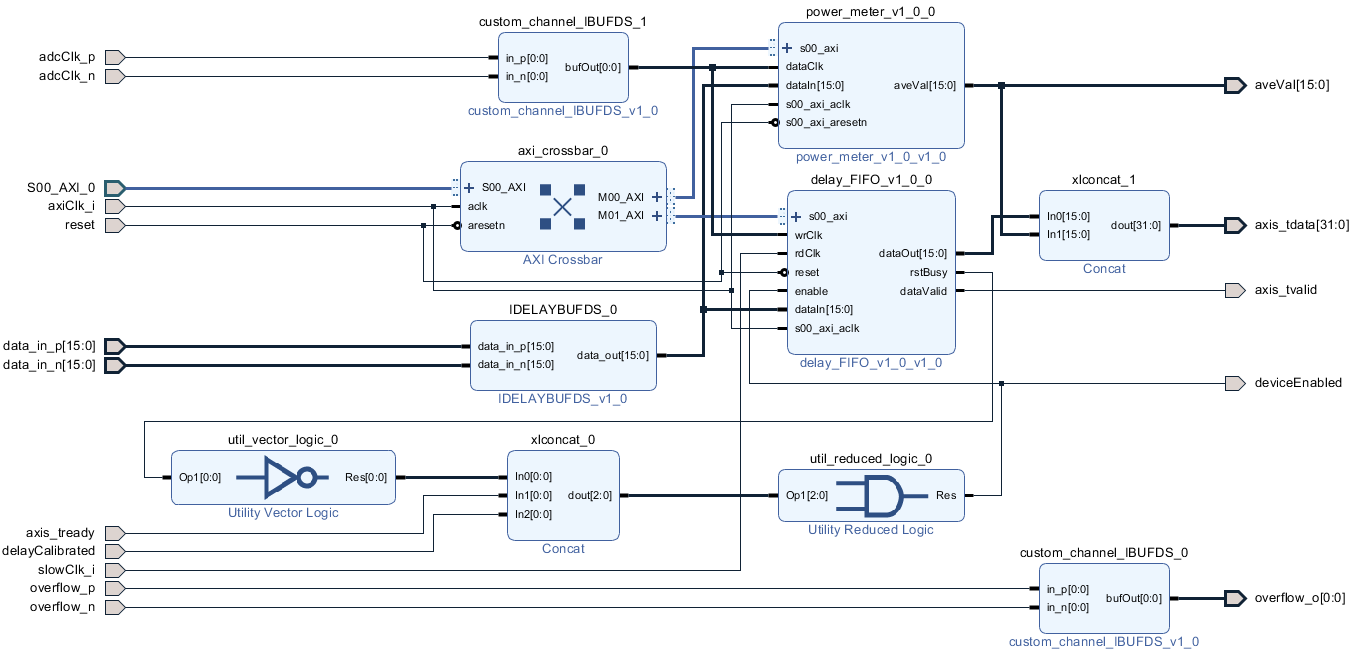 adcClk_p
adcClk_n
S00_AXI_0
axiClk_i
reset
data_in_p[15:0]
data_in_n[15:0]
axis_tready
delayCalibrated
slowClk_i
overflow_p
overflow_n
custom_channel_IBUFDS_1
in_p[0:0]
in_n[0:0]
bufOut[0:0]
custom_channel_IBUFDS_v1_0
axi_crossbar_0
S00_AXI
aclk
aresetn
M00_AXI
M01_AXI
AXI Crossbar
IDELAYBUFDS_0
data_in_p[15:0]
data_in_n[15:0]
data_out[15:0]
IDELAYBUFDS_v1_0
util_vector_logic_0
Op1[0:0]
Res[0:0]
Utility Vector Logic
xlconcat_0
In0[0:0]
In1[0:0]
In2[0:0]
dout[2:0]
Concat
power_meter_v1_0_0
s00_axi
dataClk
dataIn[15:0]
s00_axi_aclk
s00_axi_aresetn
aveVal[15:0]
power_meter_v1_0_v1_0
delay_FIFO_v1_0_0
s00_axi
wrClk
rdClk
reset
enable
dataIn[15:0]
s00_axi_aclk
dataOut[15:0]
rstBusy
dataValid
delay_FIFO_v1_0_v1_0
util_reduced_logic_0
Op1[2:0]
Res
Utility Reduced Logic
xlconcat_1
In0[15:0]
In1[15:0]
dout[31:0]
Concat
custom_channel_IBUFDS_0
in_p[0:0]
in_n[0:0]
bufOut[0:0]
custom_channel_IBUFDS_v1_0
aveVal[15:0]
axis_tdata[31:0]
axis_tvalid
deviceEnabled
overflow_o[0:0]